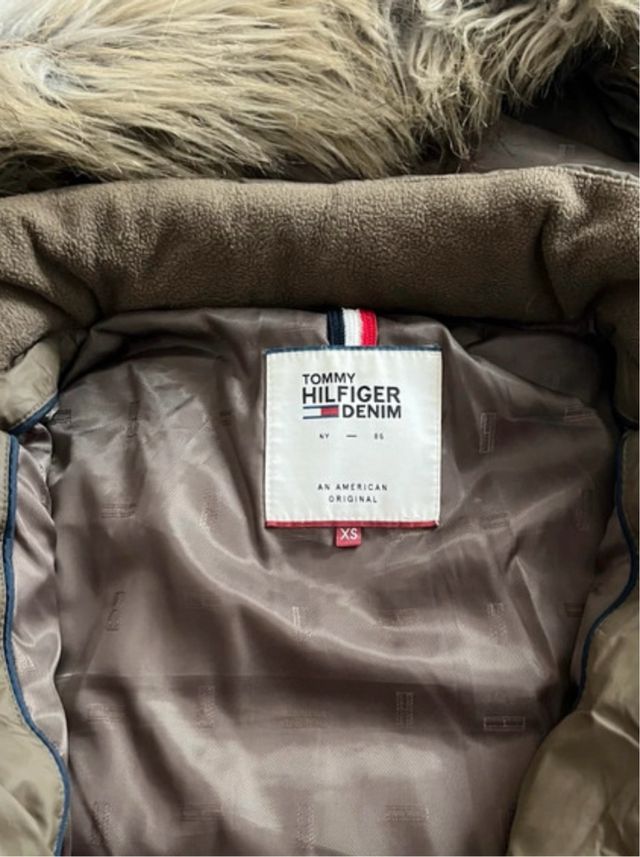 TOMMY
HILFIGER
DENIM
NY — 85
AN AMERICAN
ORIGINAL
XS